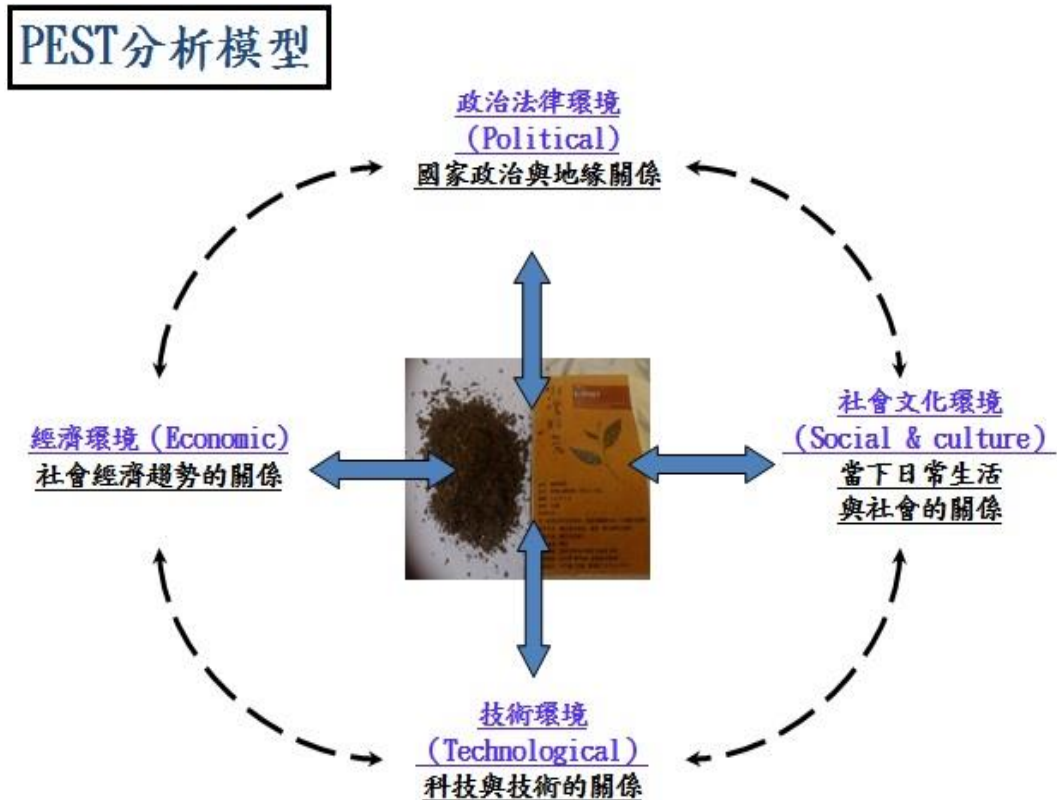 PEST分析模型
政治法律環境
(Political)
國家政治與地緣關係
經濟環境 (Economic)
社會經濟趨勢的關係
社會文化環境
(Social & culture)
當下日常生活
與社會的關係
技術環境
(Technological)
科技與技術的關係